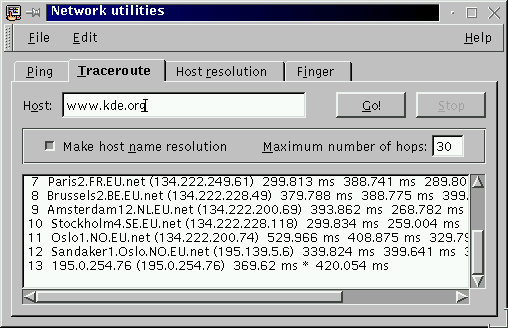 Network utilities
File Edit Help
Ping Traceroute Host resolution Finger
Host: www.kde.org Go! Stop
Make host name resolution Maximum number of hops: 30
7 Paris2.FR.EU.net (134.222.249.61) 299.813 ms 388.741 ms 289.80
8 Brussels2.BE.EU.net (134.222.228.49) 379.788 ms 388.775 ms 399.
9 Amsterdam12.NL.EU.net (134.222.200.69) 393.862 ms 268.782 ms
10 Stockholm4.SE.EU.net (134.222.228.118) 299.834 ms 259.004 ms
11 Oslo1.NO.EU.net (134.222.200.74) 529.966 ms 408.875 ms 329.79
12 Sandaker1.Oslo.NO.EU.net (195.139.5.6) 339.824 ms 399.641 ms 3
13 195.0.254.76 (195.0.254.76) 369.62 ms * 420.054 ms